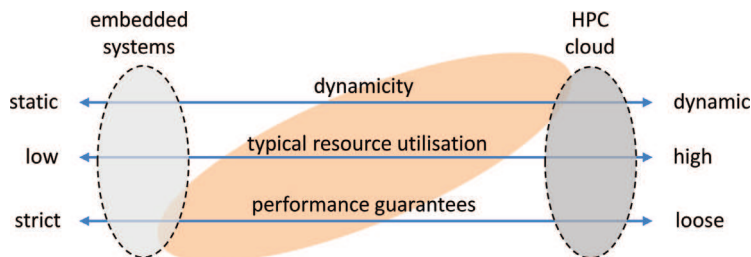 embedded
systems
HPC
cloud
static
dynamicity
dynamic
low
typical resource utilisation
high
strict
performance guarantees
loose